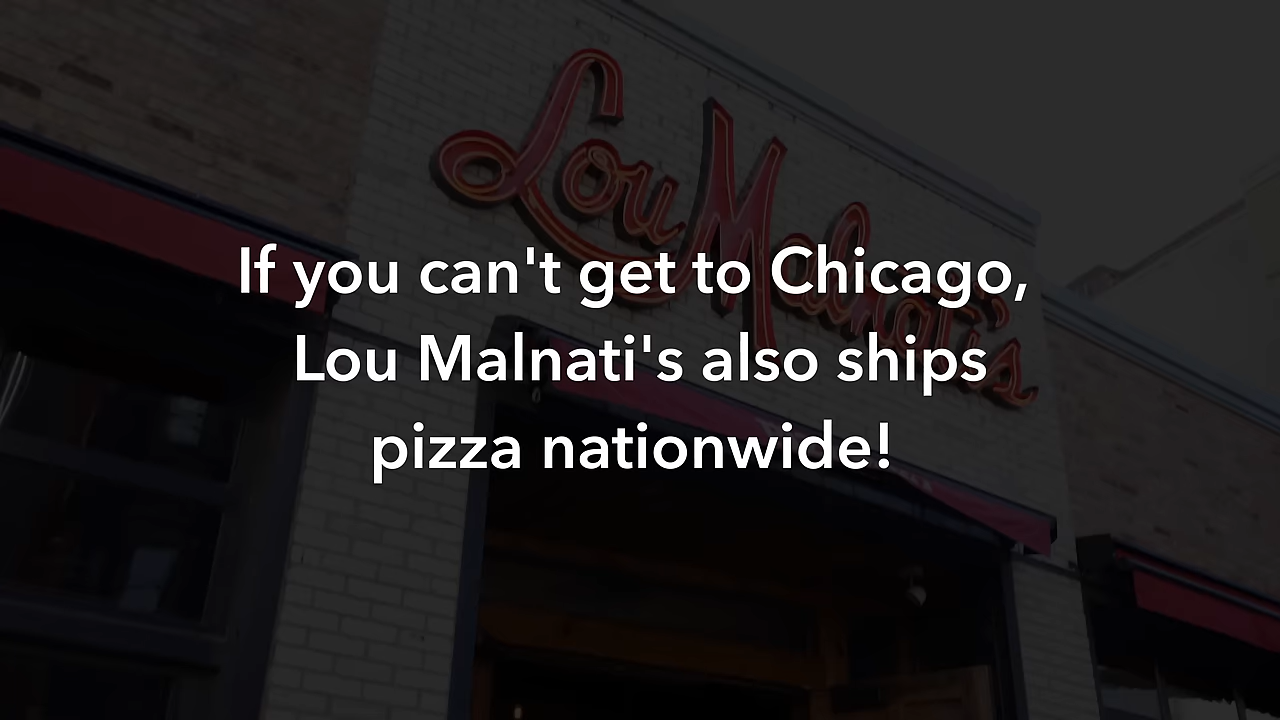 Lou Malnati's
If you can't get to Chicago,
Lou Malnati's also ships
pizza nationwide!